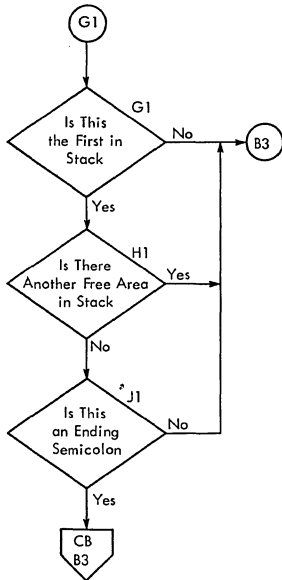 G1
G1
Is This
the First in
Stack
No
B3
Yes
H1
Is There
Another Free Area
in Stack
Yes
No
J1
Is This
an Ending
Semicolon
No
Yes
CB
B3